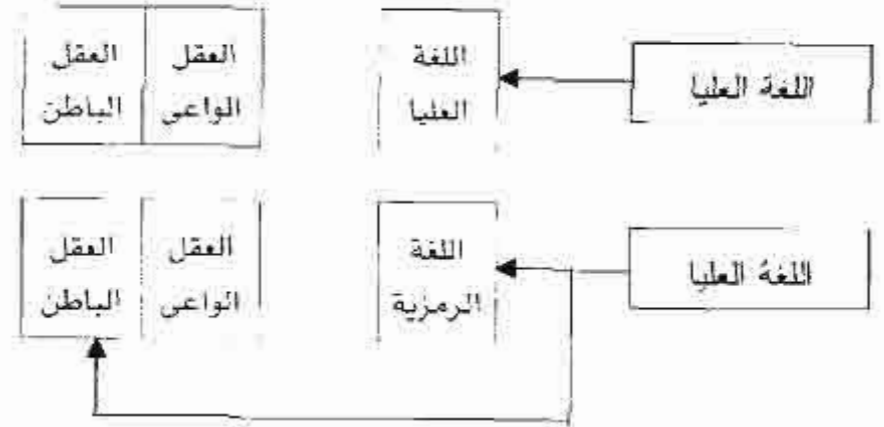 اللغة العليا
اللغة
العليا
العقل
الواعى
العقل
الباطن
اللغة العليا
اللغة
الرمزية
العقل
الواعى
العقل
الباطن